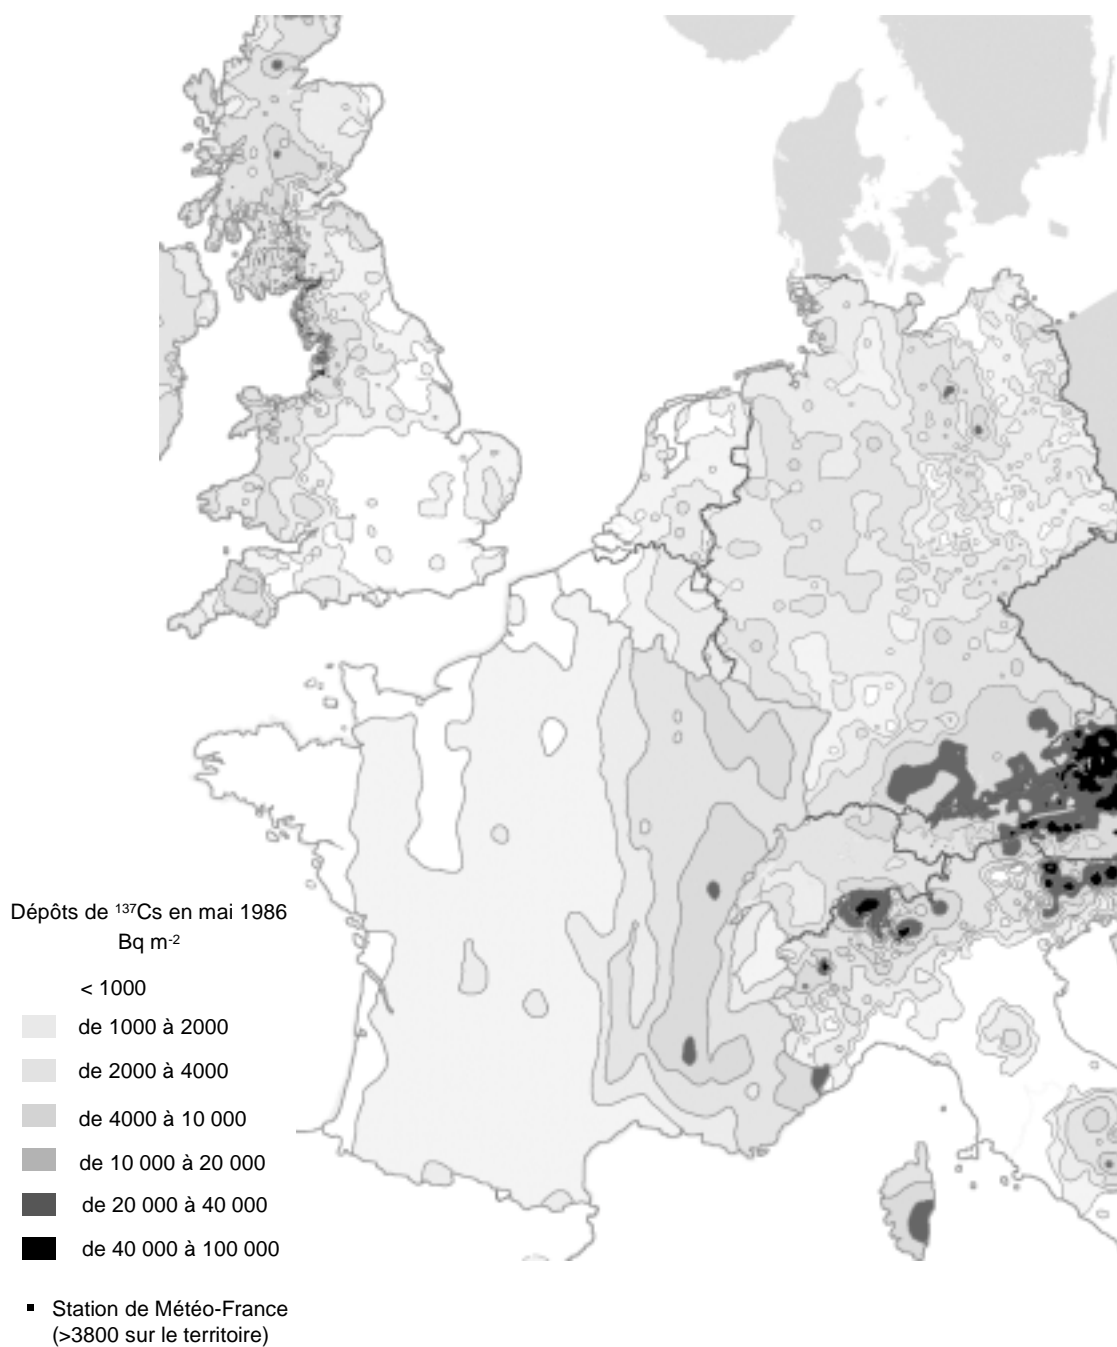 Dépôts de ¹³⁷Cs en mai 1986
Bq m⁻²
< 1000
de 1000 à 2000
de 2000 à 4000
de 4000 à 10 000
de 10 000 à 20 000
de 20 000 à 40 000
de 40 000 à 100 000
Station de Météo-France
(>3800 sur le territoire)